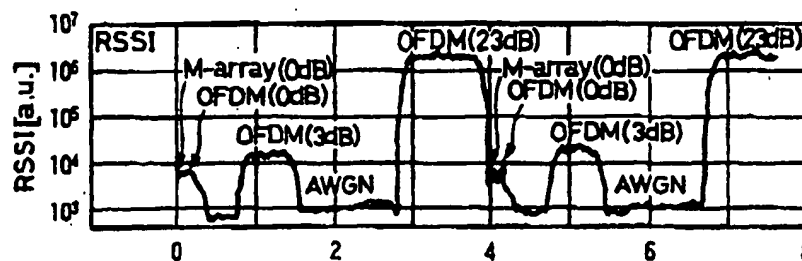 10⁷
RSSI
OFDM(23dB)
OFDM(23dB)
10⁶
M-array(0dB)
M-array(0dB)
OFDM(0dB)
OFDM(0dB)
10⁵
OFDM(3dB)
OFDM(3dB)
10⁴
AWGN
AWGN
10³
RSSI[a.u.]
0 2 4 6 8